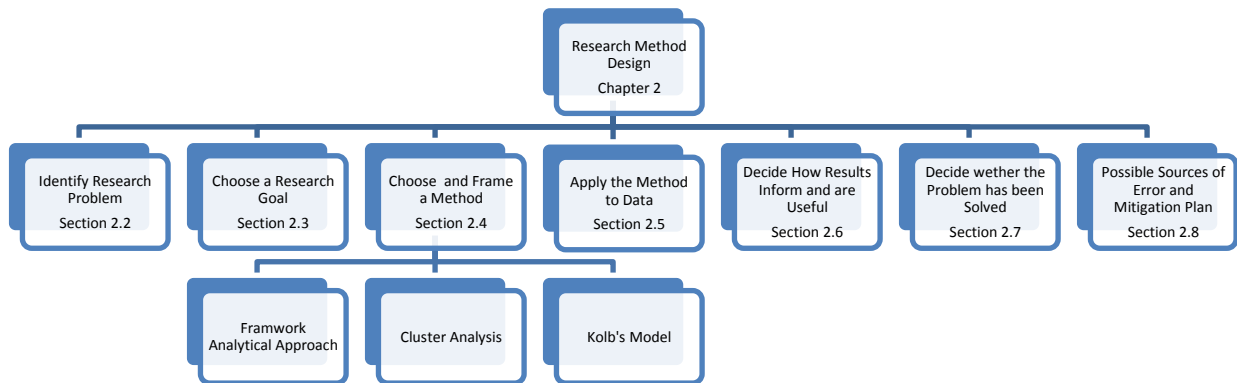 Research Method
Design
Chapter 2
Identify Research
Problem
Section 2.2
Choose a Research
Goal
Section 2.3
Choose and Frame
a Method
Section 2.4
Apply the Method
to Data
Section 2.5
Decide How Results
Inform and are
Useful
Section 2.6
Decide wether the
Problem has been
Solved
Section 2.7
Possible Sources of
Error and
Mitigation Plan
Section 2.8
Framwork
Analytical Approach
Cluster Analysis
Kolb's Model